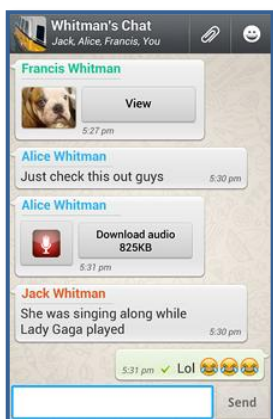 Whitman's Chat
Jack, Alice, Francis, You
Francis Whitman
View
5:27 pm
Alice Whitman
Just check this out guys
5:30 pm
Alice Whitman
Download audio
825KB
5:31 pm
Jack Whitman
She was singing along while
Lady Gaga played
5:30 pm
5:31 pm ✓ Lol 😂😂😂
Send